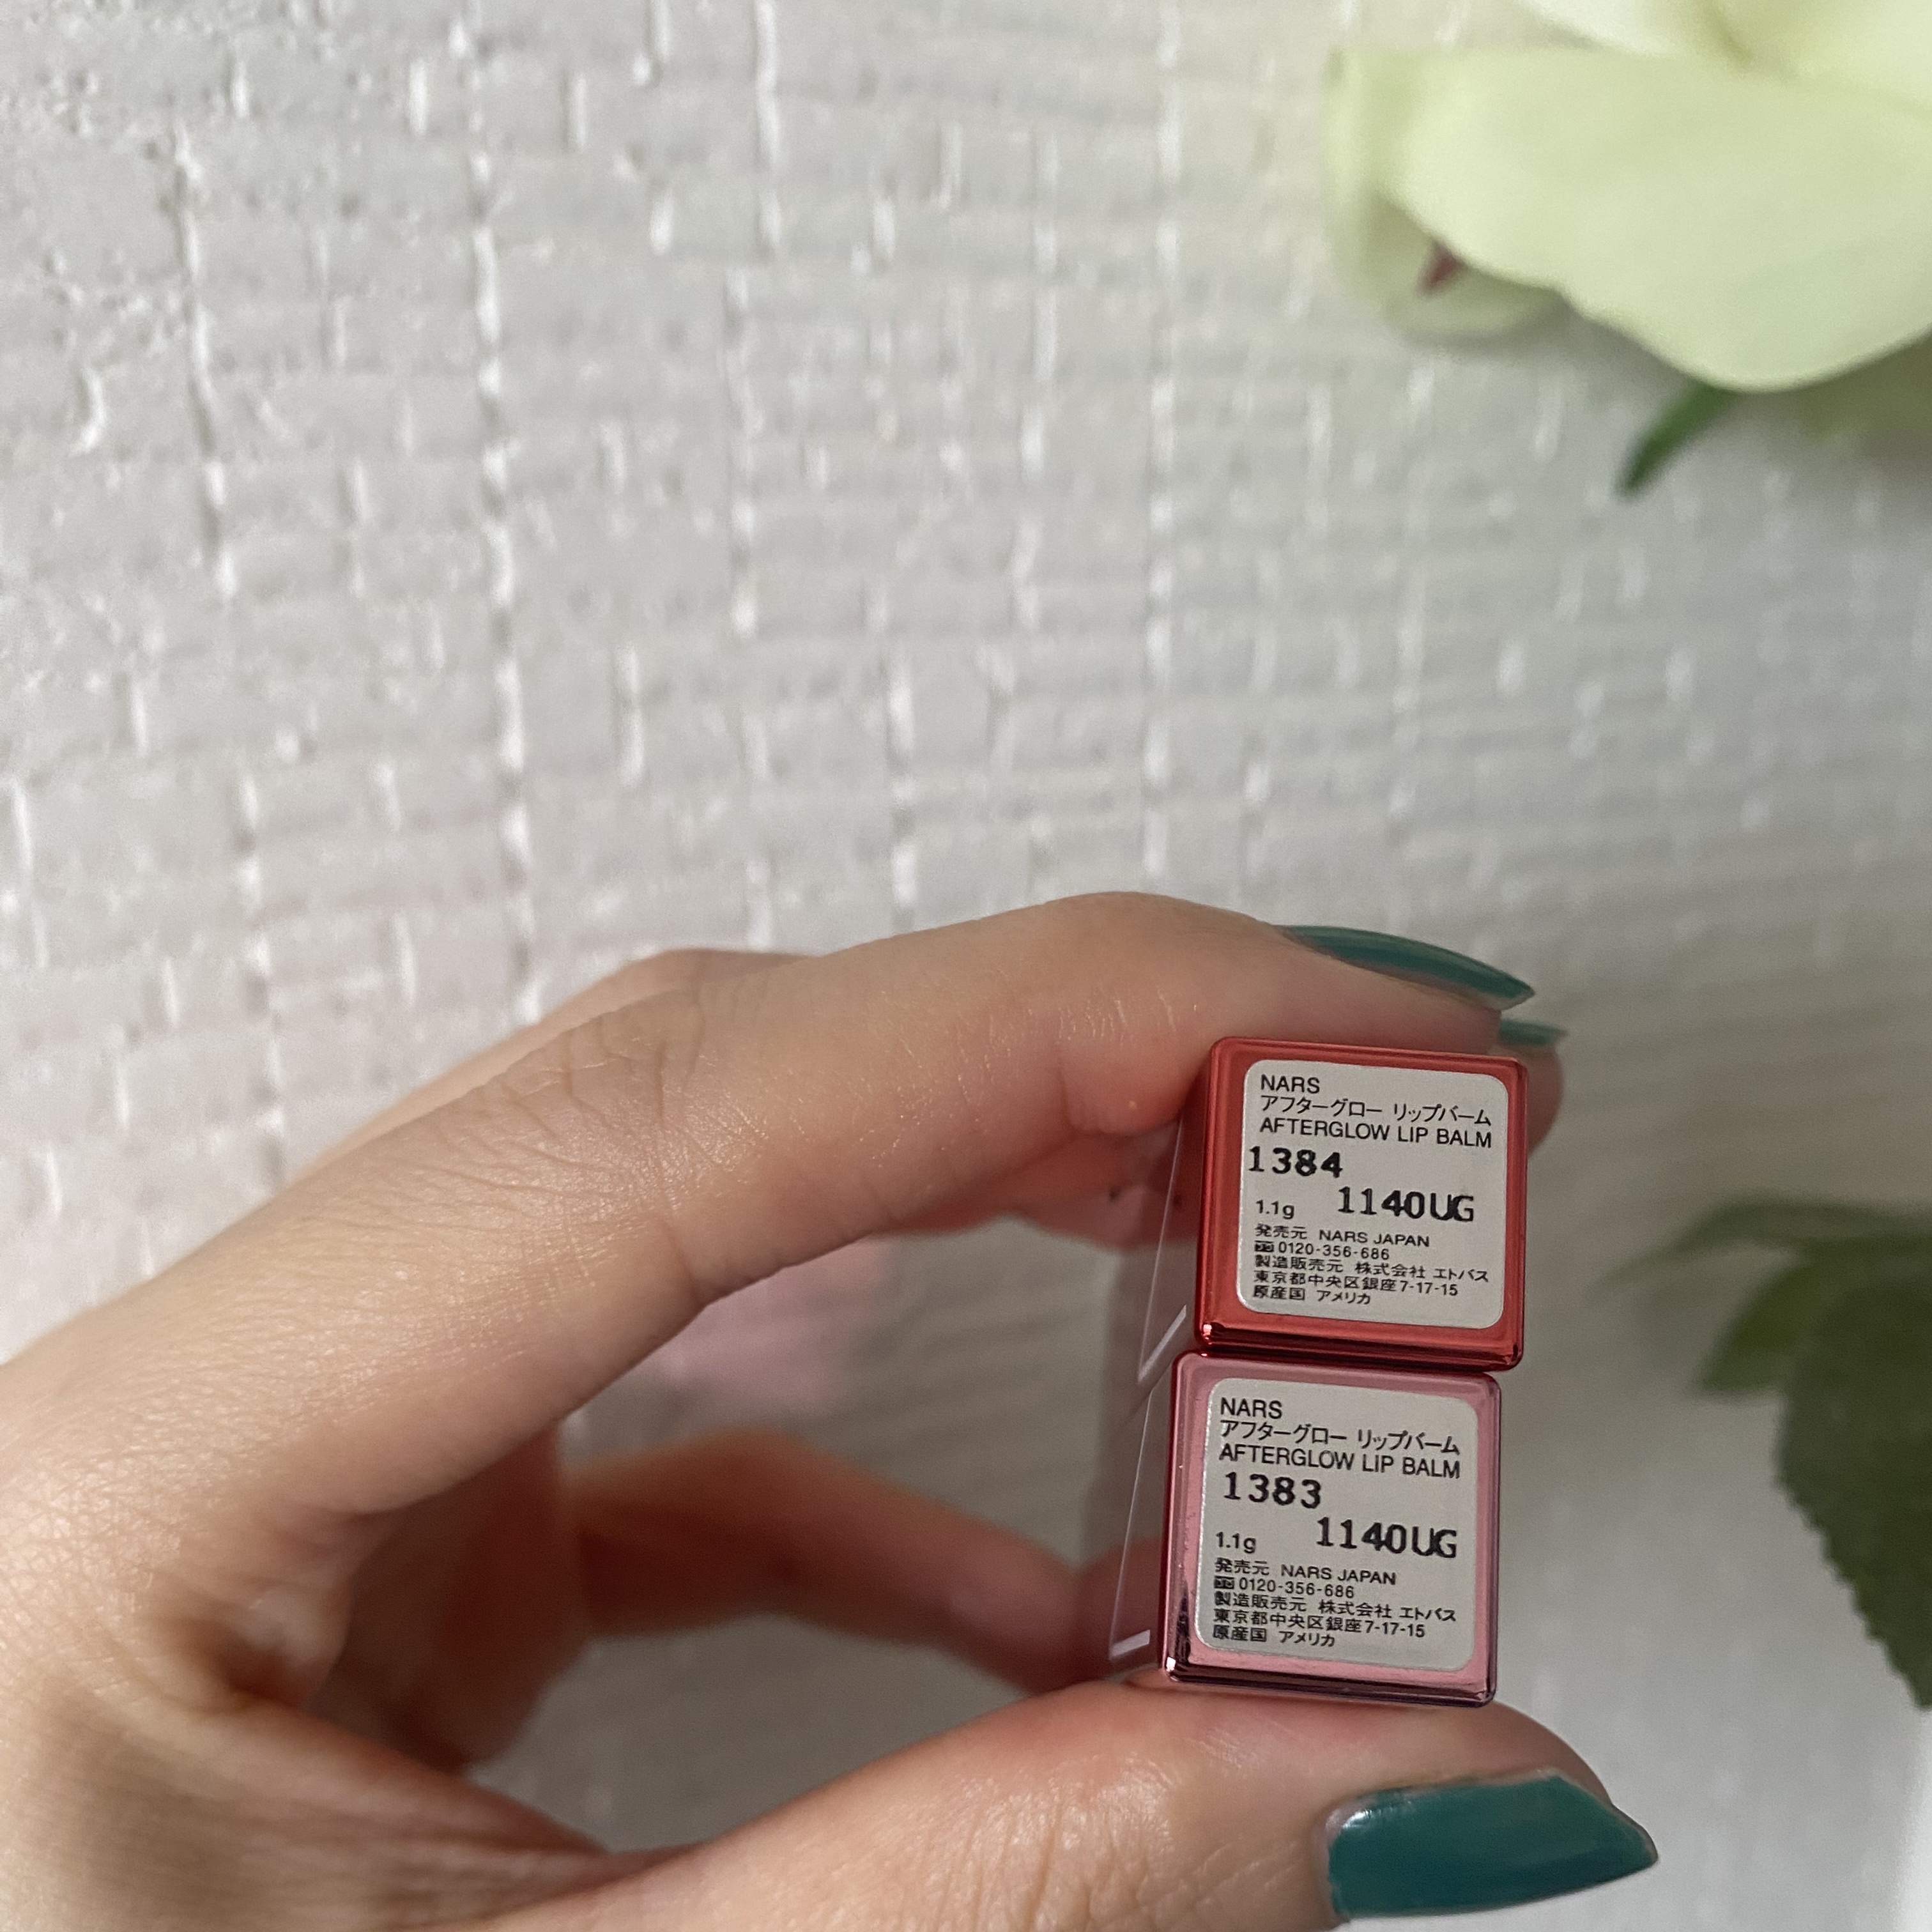 NARS
アフターグロー リップバーム
AFTERGLOW LIP BALM
1384
1.1g 1140UG
発売元 NARS JAPAN
0120-356-686
製造販売元 株式会社 エトバス
東京都中央区銀座7-17-15
原産国 アメリカ
NARS
アフターグロー リップバーム
AFTERGLOW LIP BALM
1383
1.1g 1140UG
発売元 NARS JAPAN
0120-356-686
製造販売元 株式会社 エトバス
東京都中央区銀座7-17-15
原産国 アメリカ